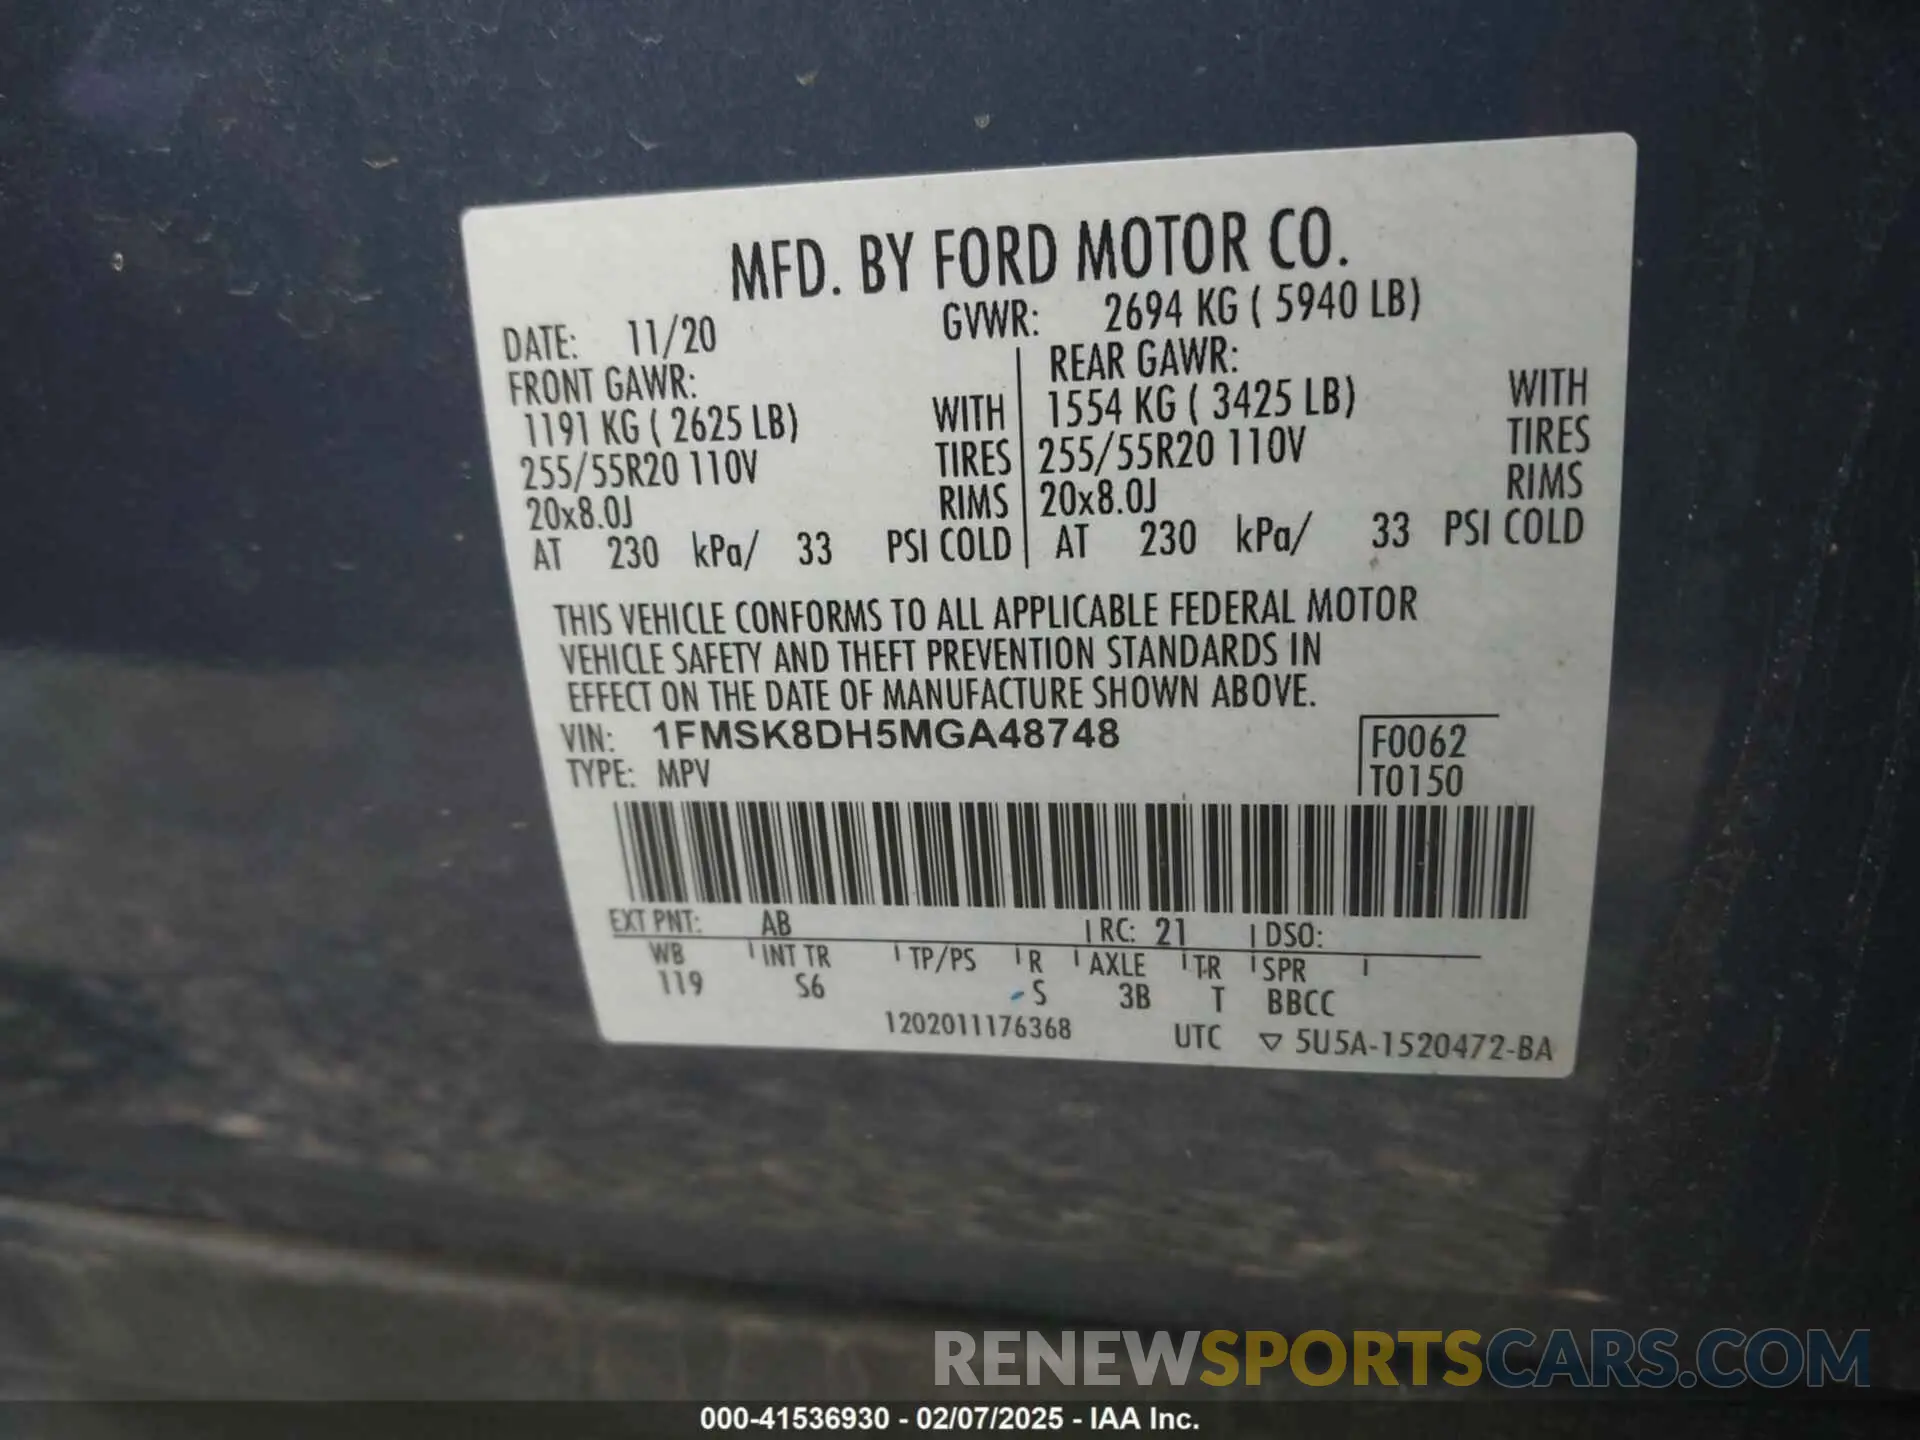 MFD. BY FORD MOTOR CO.
DATE: 11/20 GVWR: 2694 KG ( 5940 LB)
FRONT GAWR: REAR GAWR:
1191 KG ( 2625 LB) WITH 1554 KG ( 3425 LB) WITH
255/55R20 110V TIRES 255/55R20 110V TIRES
20x8.0J RIMS 20x8.0J RIMS
AT 230 kPa/ 33 PSI COLD AT 230 kPa/ 33 PSI COLD
THIS VEHICLE CONFORMS TO ALL APPLICABLE FEDERAL MOTOR
VEHICLE SAFETY AND THEFT PREVENTION STANDARDS IN
EFFECT ON THE DATE OF MANUFACTURE SHOWN ABOVE.
VIN: 1FMSK8DH5MGA48748 F0062
TYPE: MPV T0150
EXT PNT: AB RC: 21 DSO:
WB INT TR TP/PS R AXLE TR SPR
119 S6 S 3B T BBCC
1202011176368 UTC ▽ 5U5A-1520472-BA
RENEWSPORTSCARS.COM
000-41536930 - 02/07/2025 - IAA Inc.